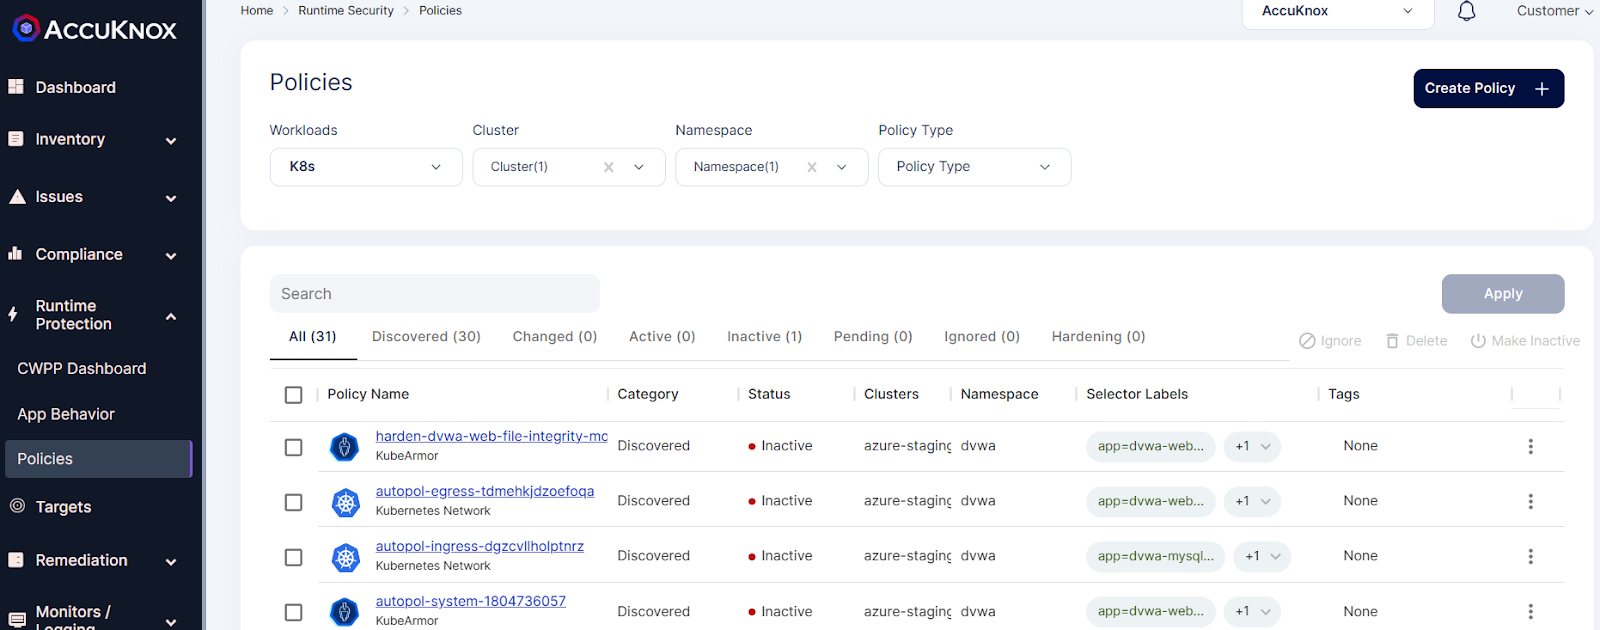 ACCUKNOX
Dashboard
Inventory
Issues
Compliance
Runtime
Protection
CWPP Dashboard
App Behavior
Policies
Targets
Remediation
Monitors /
Logging
Home > Runtime Security > Policies
AccuKnox
Customer
Policies
Create Policy +
Workloads Cluster Namespace Policy Type
K8s Cluster(1) Namespace(1) Policy Type
Search
Apply
All (31) Discovered (30) Changed (0) Active (0) Inactive (1) Pending (0) Ignored (0) Hardening (0)
Ignore Delete Make Inactive
Policy Name Category Status Clusters Namespace Selector Labels Tags
harden-dvwa-web-file-integrity-mo Discovered Inactive azure-staging dvwa app=dvwa-web... +1 None
KubeArmor
autopol-egress-tdmehkjdzoefoqa Discovered Inactive azure-staging dvwa app=dvwa-web... +1 None
Kubernetes Network
autopol-ingress-dgzcvllholptnrz Discovered Inactive azure-staging dvwa app=dvwa-mysql... +1 None
Kubernetes Network
autopol-system-1804736057 Discovered Inactive azure-staging dvwa app=dvwa-web... +1 None
KubeArmor